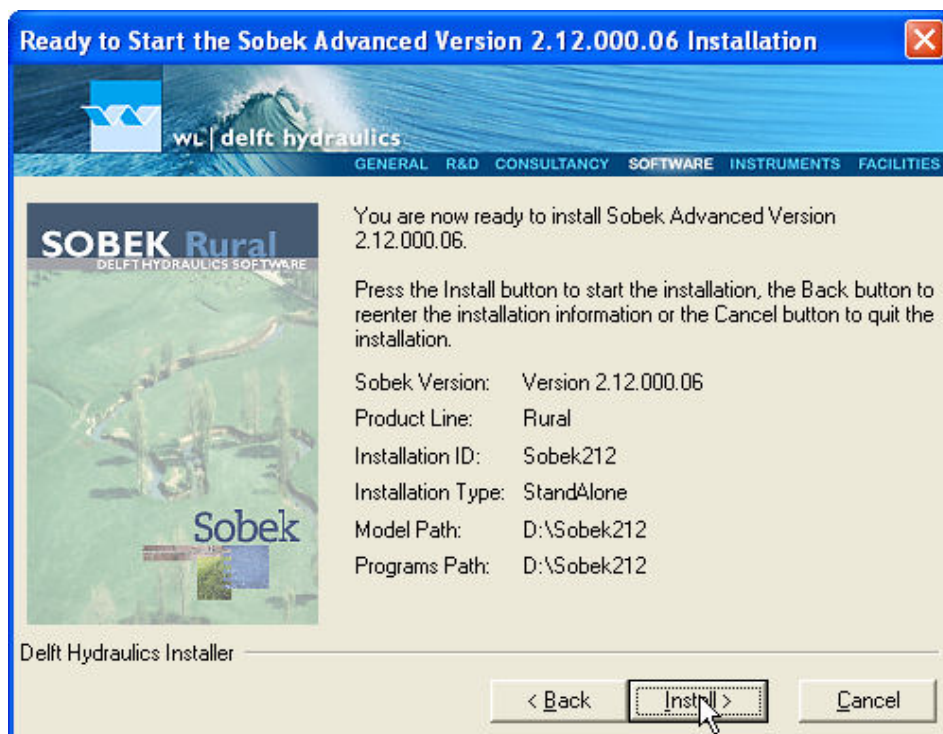 Ready to Start the Sobek Advanced Version 2.12.000.06 Installation
WL | delft hydraulics
GENERAL R&D CONSULTANCY SOFTWARE INSTRUMENTS FACILITIES
SOBEK Rural
DELFT HYDRAULICS SOFTWARE
Sobek
You are now ready to install Sobek Advanced Version
2.12.000.06.
Press the Install button to start the installation, the Back button to
reenter the installation information or the Cancel button to quit the
installation.
Sobek Version: Version 2.12.000.06
Product Line: Rural
Installation ID: Sobek212
Installation Type: StandAlone
Model Path: D:\Sobek212
Programs Path: D:\Sobek212
Delft Hydraulics Installer
< Back Install > Cancel